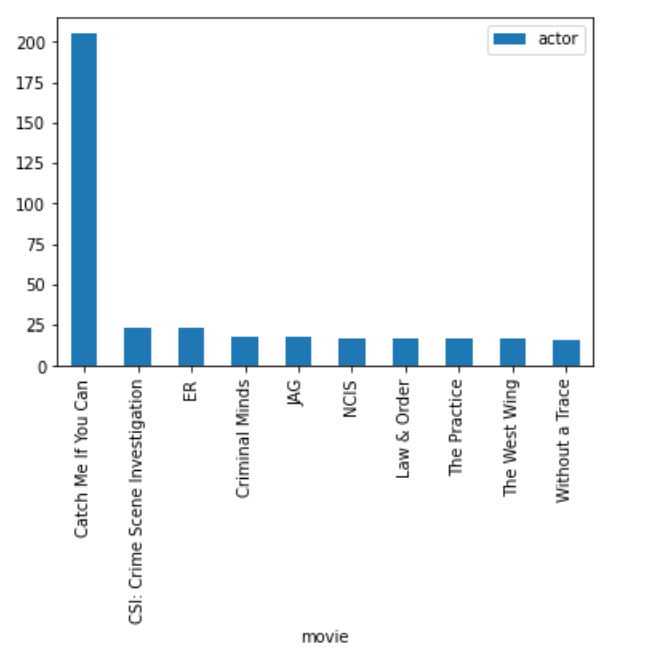 200
175
150
125
100
75
50
25
0
actor
Catch Me If You Can
CSI: Crime Scene Investigation
ER
Criminal Minds
JAG
NCIS
Law & Order
The Practice
The West Wing
Without a Trace
movie